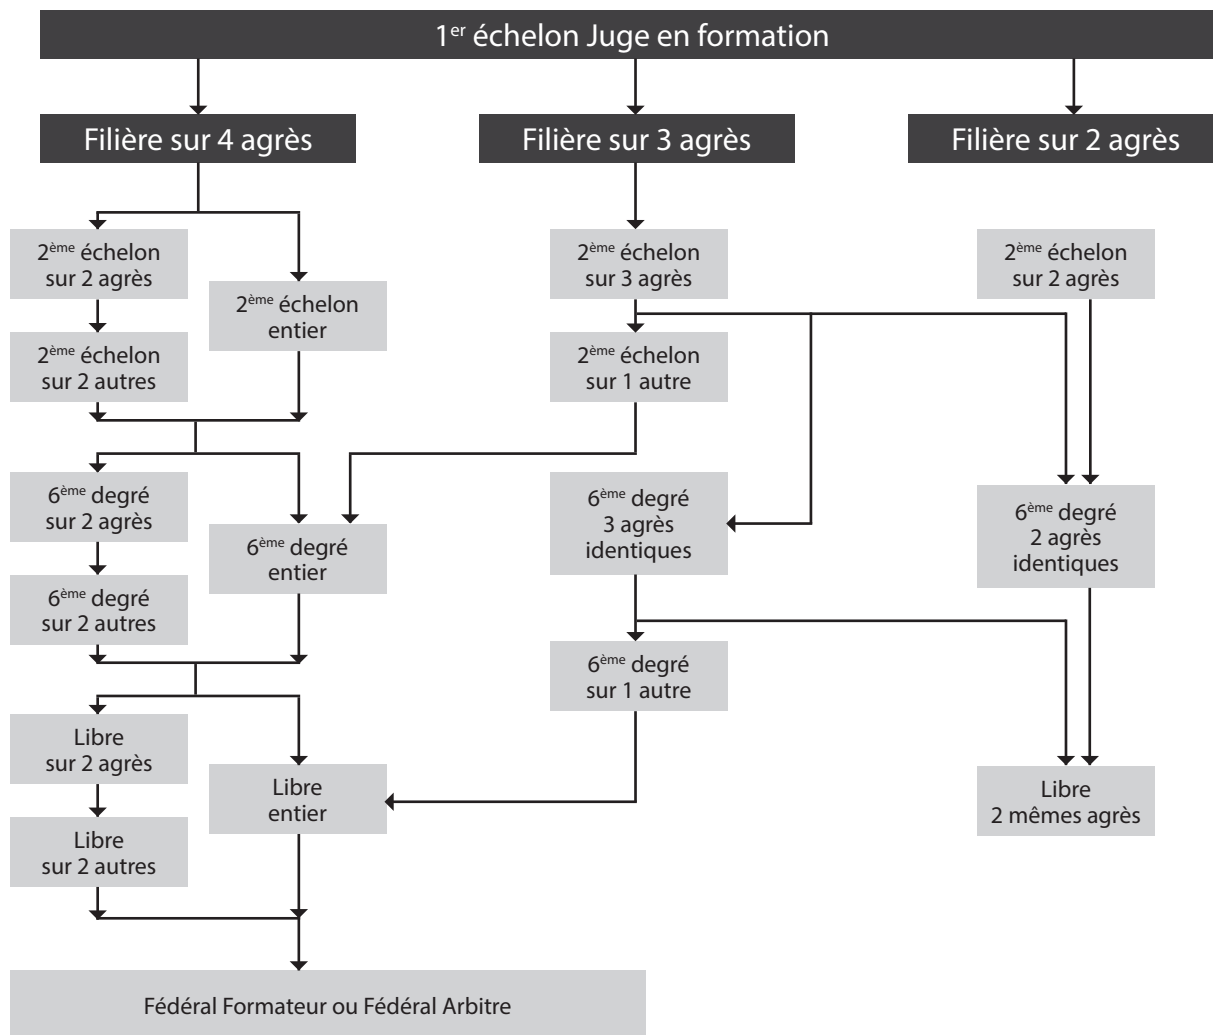 1er échelon Juge en formation
Filière sur 4 agrès
Filière sur 3 agrès
Filière sur 2 agrès
2ème échelon
sur 2 agrès
2ème échelon
entier
2ème échelon
sur 2 autres
6ème degré
sur 2 agrès
6ème degré
entier
6ème degré
sur 2 autres
Libre
sur 2 agrès
Libre
entier
Libre
sur 2 autres
2ème échelon
sur 3 agrès
2ème échelon
sur 1 autre
6ème degré
3 agrès
identiques
6ème degré
sur 1 autre
2ème échelon
sur 2 agrès
6ème degré
2 agrès
identiques
Libre
2 mêmes agrès
Fédéral Formateur ou Fédéral Arbitre